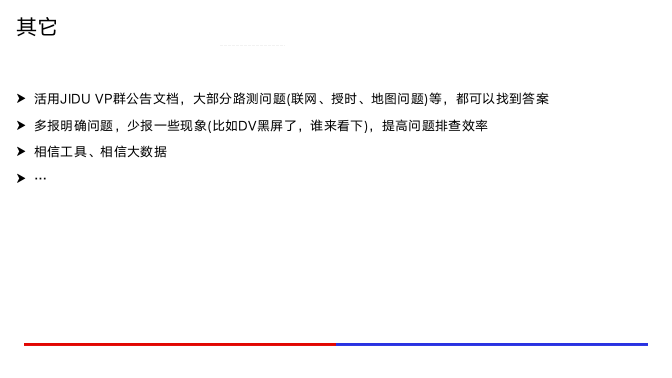 其它
活用JIDU VP群公告文档，大部分路测问题(联网、授时、地图问题)等，都可以找到答案
多报明确问题，少报一些现象(比如DV黑屏了，谁来看下)，提高问题排查效率
相信工具、相信大数据
…